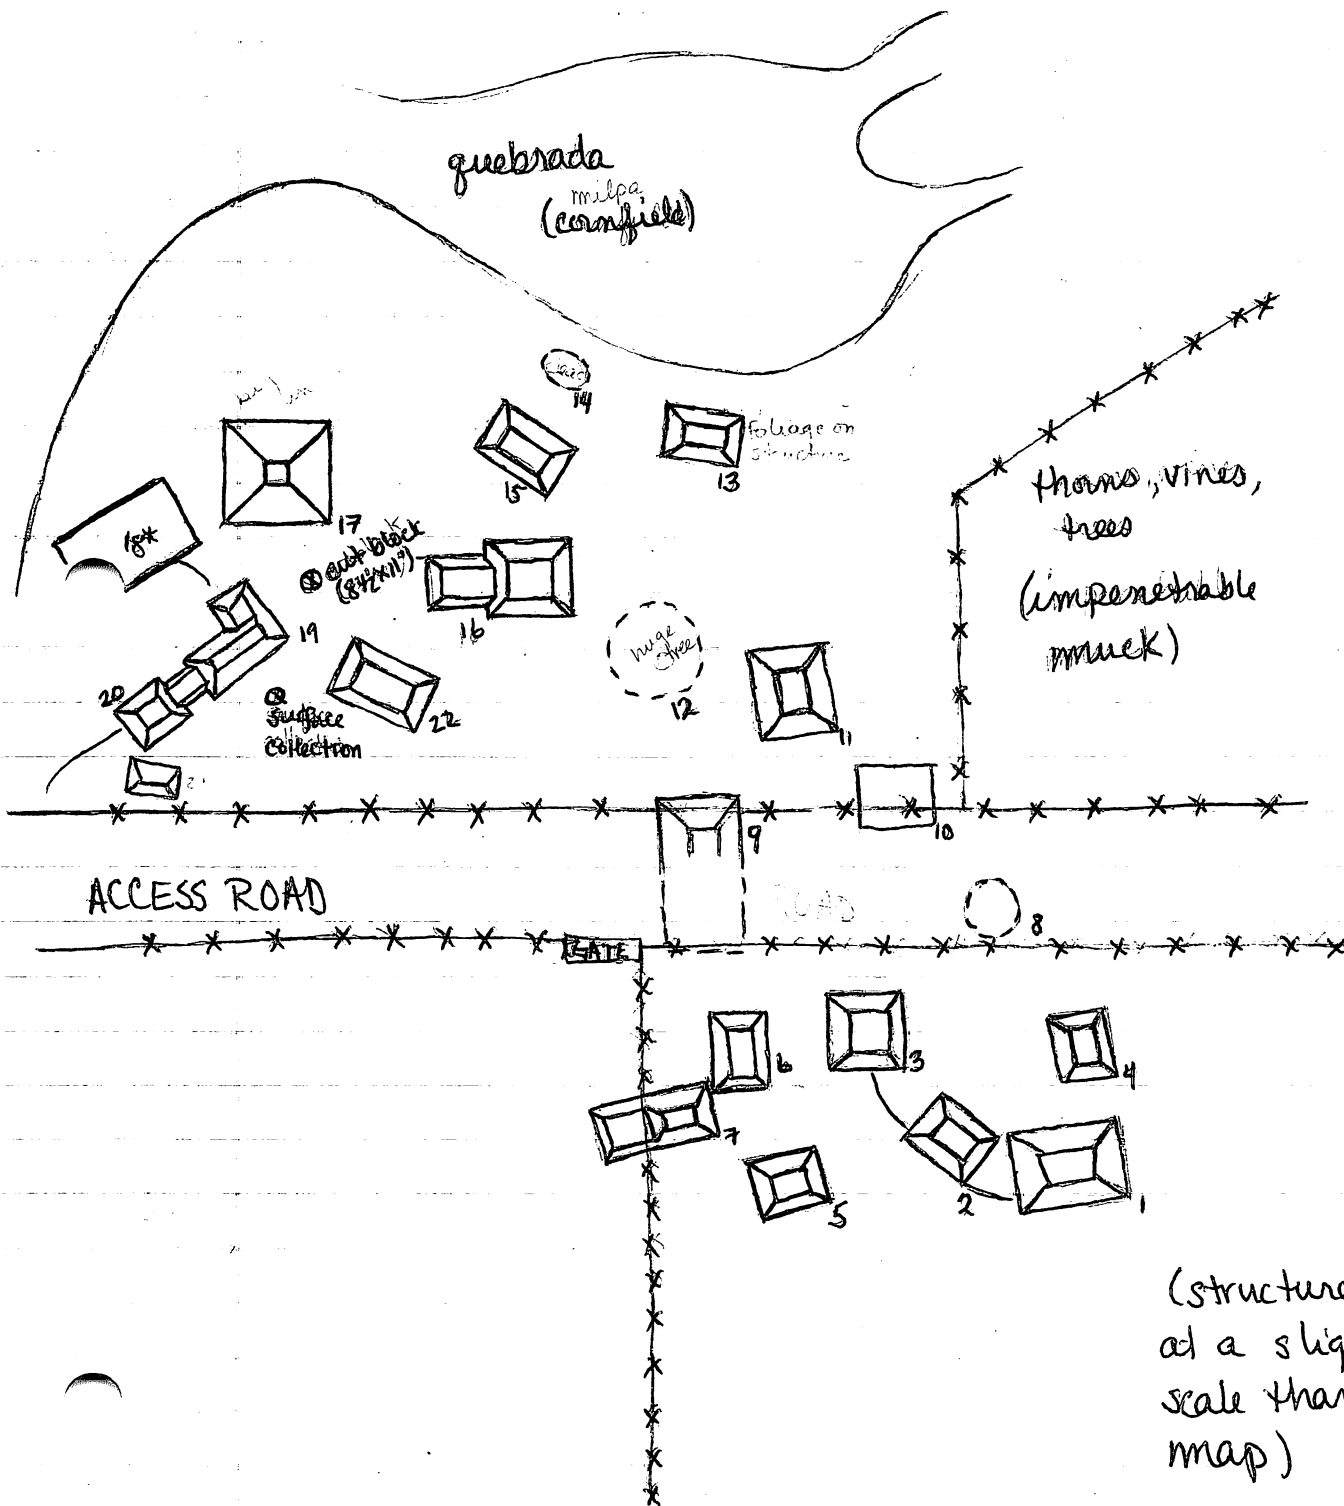 quebrada
milpa
(cornfield)
14
15
Foliage on
structure
13
17
18*
cut block
(8½"x11")
thorns, vines,
trees
(impenetrable
muck)
19
16
huge
tree
12
11
20
surface
collection
22
21
9
10
ACCESS ROAD
ROAD
8
GATE
6
3
4
7
5
2
1
(structure
at a slig
scale than
map)